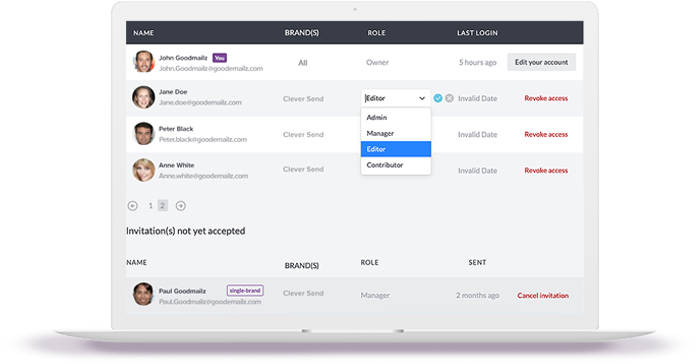 NAME BRAND(S) ROLE LAST LOGIN
John Goodmailz You
John.Goodmailz@goodemailz.com All Owner 5 hours ago Edit your account
Jane Doe
Jane.doe@goodemailz.com Clever Send Editor Invalid Date Revoke access
Admin
Peter Black
Peter.black@goodemailz.com Clever Send Manager Invalid Date Revoke access
Editor
Anne White
Anne.white@goodemailz.com Clever Send Contributor Invalid Date Revoke access
1 2
Invitation(s) not yet accepted
NAME BRAND(S) ROLE SENT
Paul Goodmailz single-brand
Paul.Goodmailz@goodemailz.com Clever Send Manager 2 months ago Cancel invitation